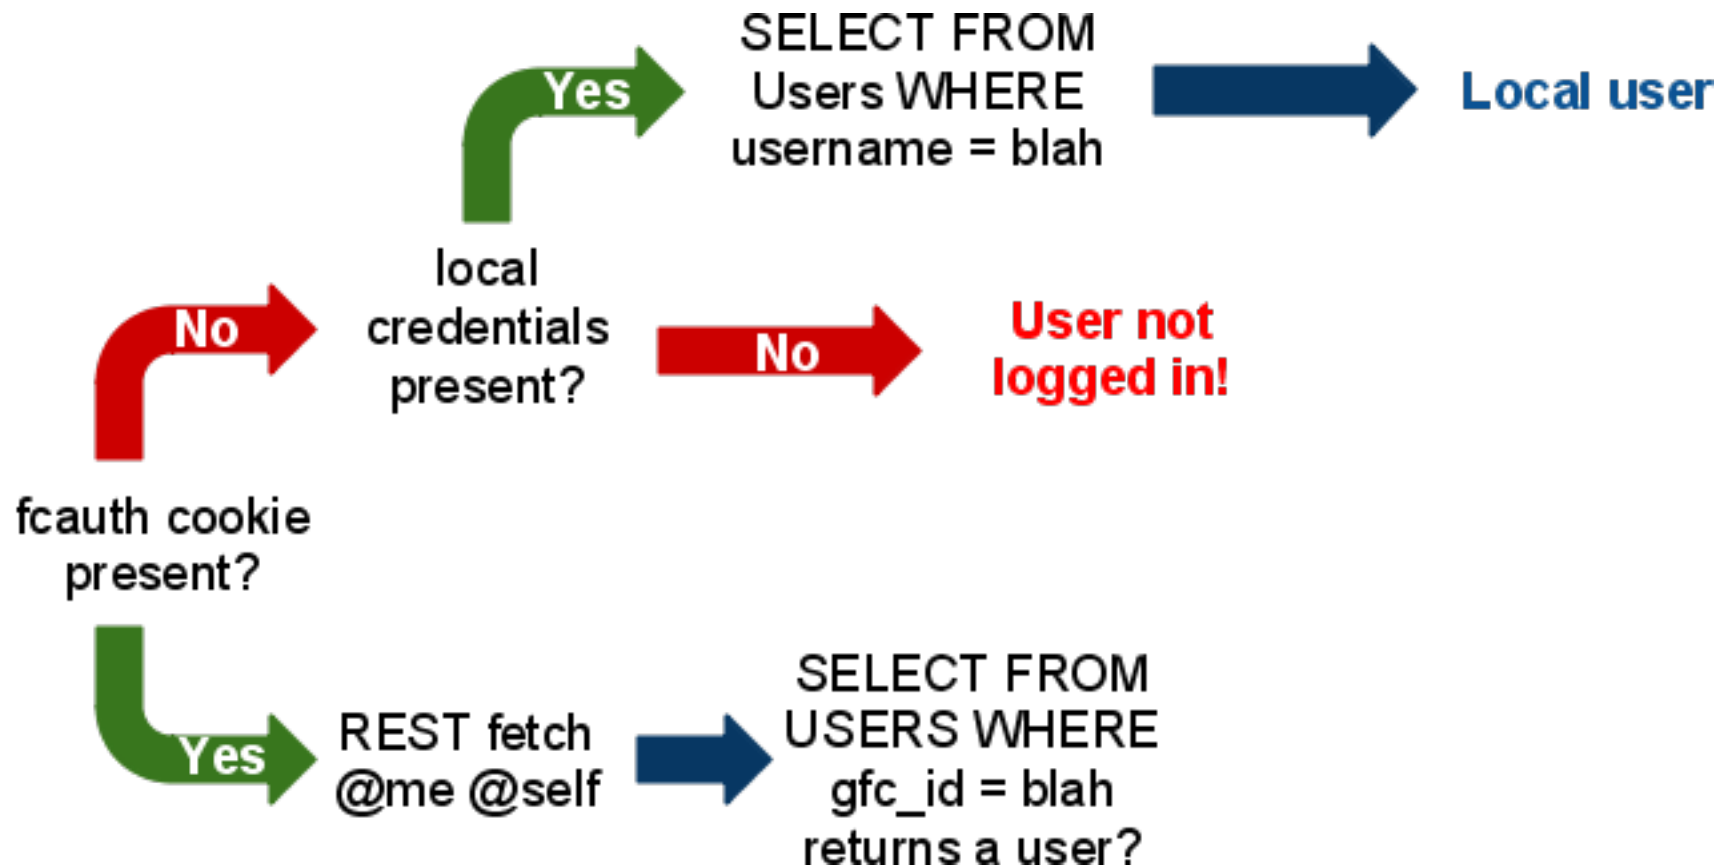 SELECT FROM
Users WHERE
username = blah
Yes
Local user
local
credentials
present?
No
No
User not
logged in!
fcauth cookie
present?
Yes
REST fetch
@me @self
SELECT FROM
USERS WHERE
gfc_id = blah
returns a user?